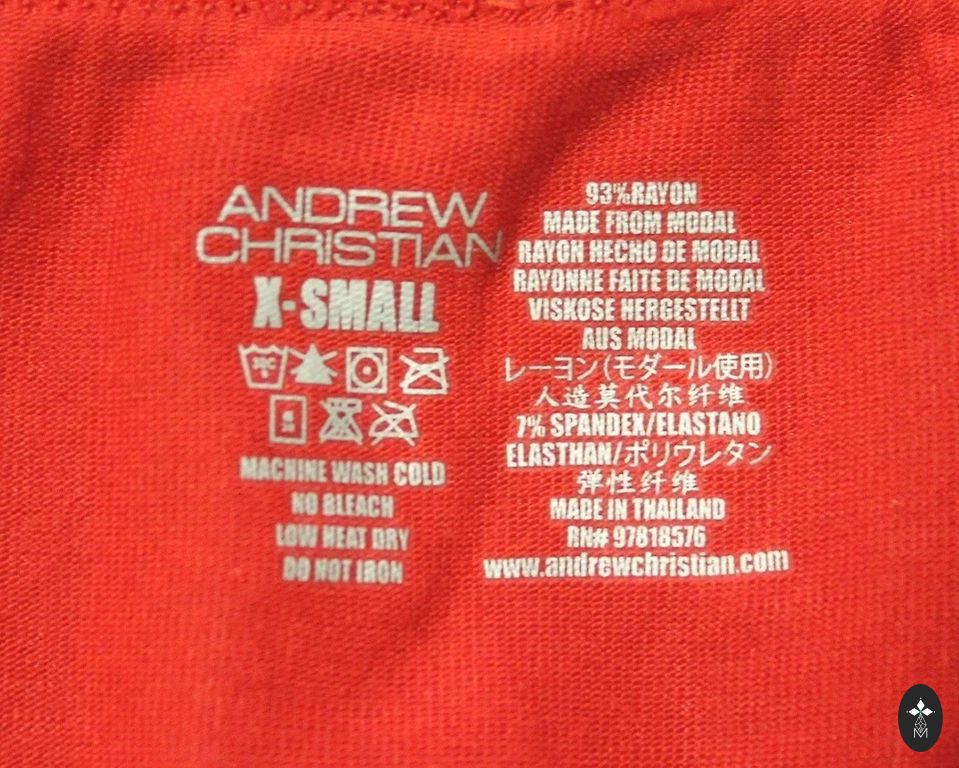 ANDREW
CHRISTIAN
X-SMALL
MACHINE WASH COLD
NO BLEACH
LOW HEAT DRY
DO NOT IRON
93%RAYON
MADE FROM MODAL
RAYON HECHO DE MODAL
RAYONNE FAITE DE MODAL
VISKOSE HERGESTELLT
AUS MODAL
レーヨン(モダール使用)
人造莫代尔纤维
7% SPANDEX/ELASTANO
ELASTHAN/ポリウレタン
弹性纤维
MADE IN THAILAND
RN# 97818576
www.andrewchristian.com
M